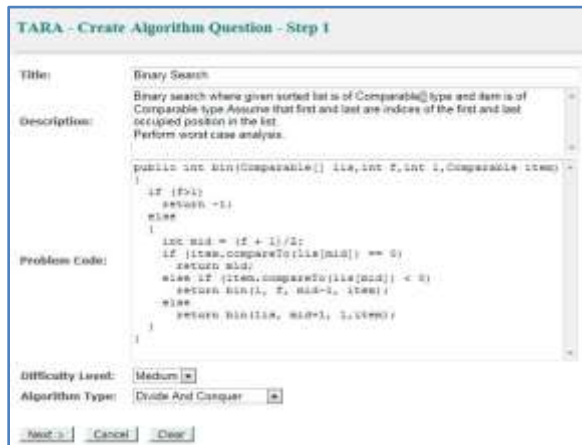 TARA - Create Algorithm Question - Step 1
Title: Binary Search
Description:
Binary search where given sorted list is of Comparable[] type and item is of
Comparable type Assume that first and last are indices of the first and last
occupied position in the list.
Perform worst case analysis.
Problem Code:
public int bin(Comparable[] lis,int f,int l,Comparable item)
{
if (f>l)
return -1;
else
{
int mid = (f + l)/2;
if (item.compareTo(lis[mid]) == 0)
return mid;
else if (item.compareTo(lis[mid]) < 0)
return bin(l, f, mid-1, item);
else
return bin(lis, mid+1, l,item);
}
}
Difficulty Level: Medium
Algorithm Type: Divide And Conquer
Next > Cancel Clear